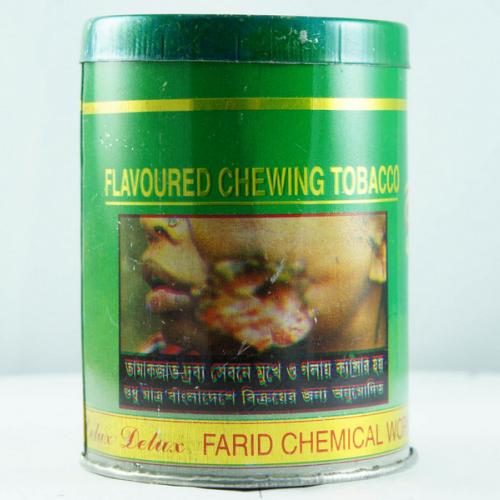 FLAVOURED CHEWING TOBACCO
তামাকজাত দ্রব্য সেবনে মুখে ও গলায় ক্যান্সার হয়
শুধু মাত্র বাংলাদেশে বিক্রয়ের জন্য অনুমোদিত
Delux FARID CHEMICAL